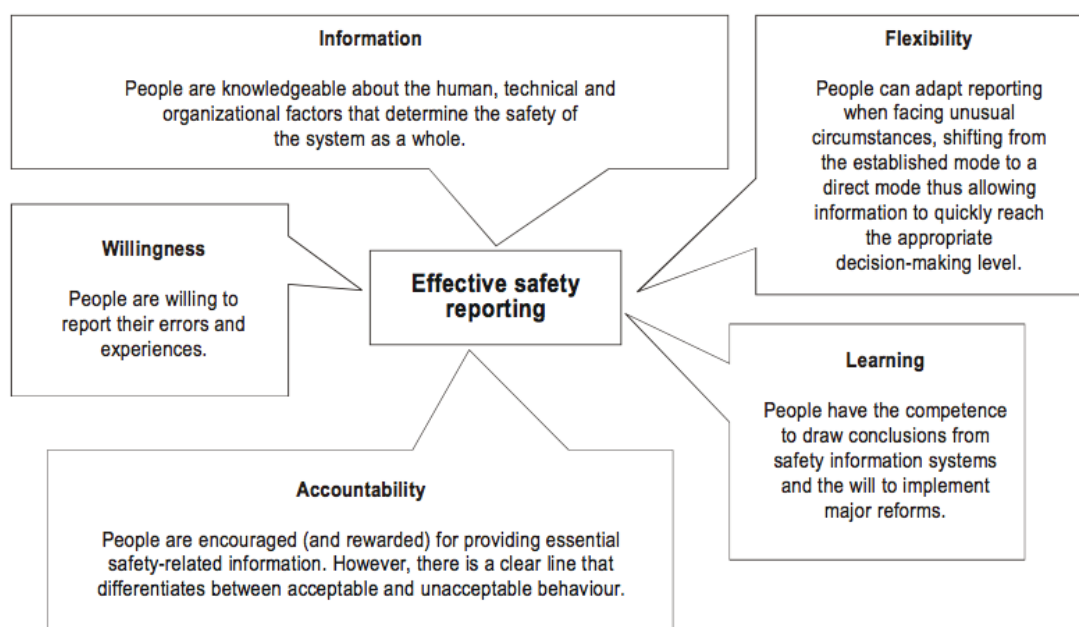 Information
People are knowledgeable about the human, technical and
organizational factors that determine the safety of
the system as a whole.
Flexibility
People can adapt reporting
when facing unusual
circumstances, shifting from
the established mode to a
direct mode thus allowing
information to quickly reach
the appropriate
decision-making level.
Willingness
People are willing to
report their errors and
experiences.
Effective safety
reporting
Learning
People have the competence
to draw conclusions from
safety information systems
and the will to implement
major reforms.
Accountability
People are encouraged (and rewarded) for providing essential
safety-related information. However, there is a clear line that
differentiates between acceptable and unacceptable behaviour.